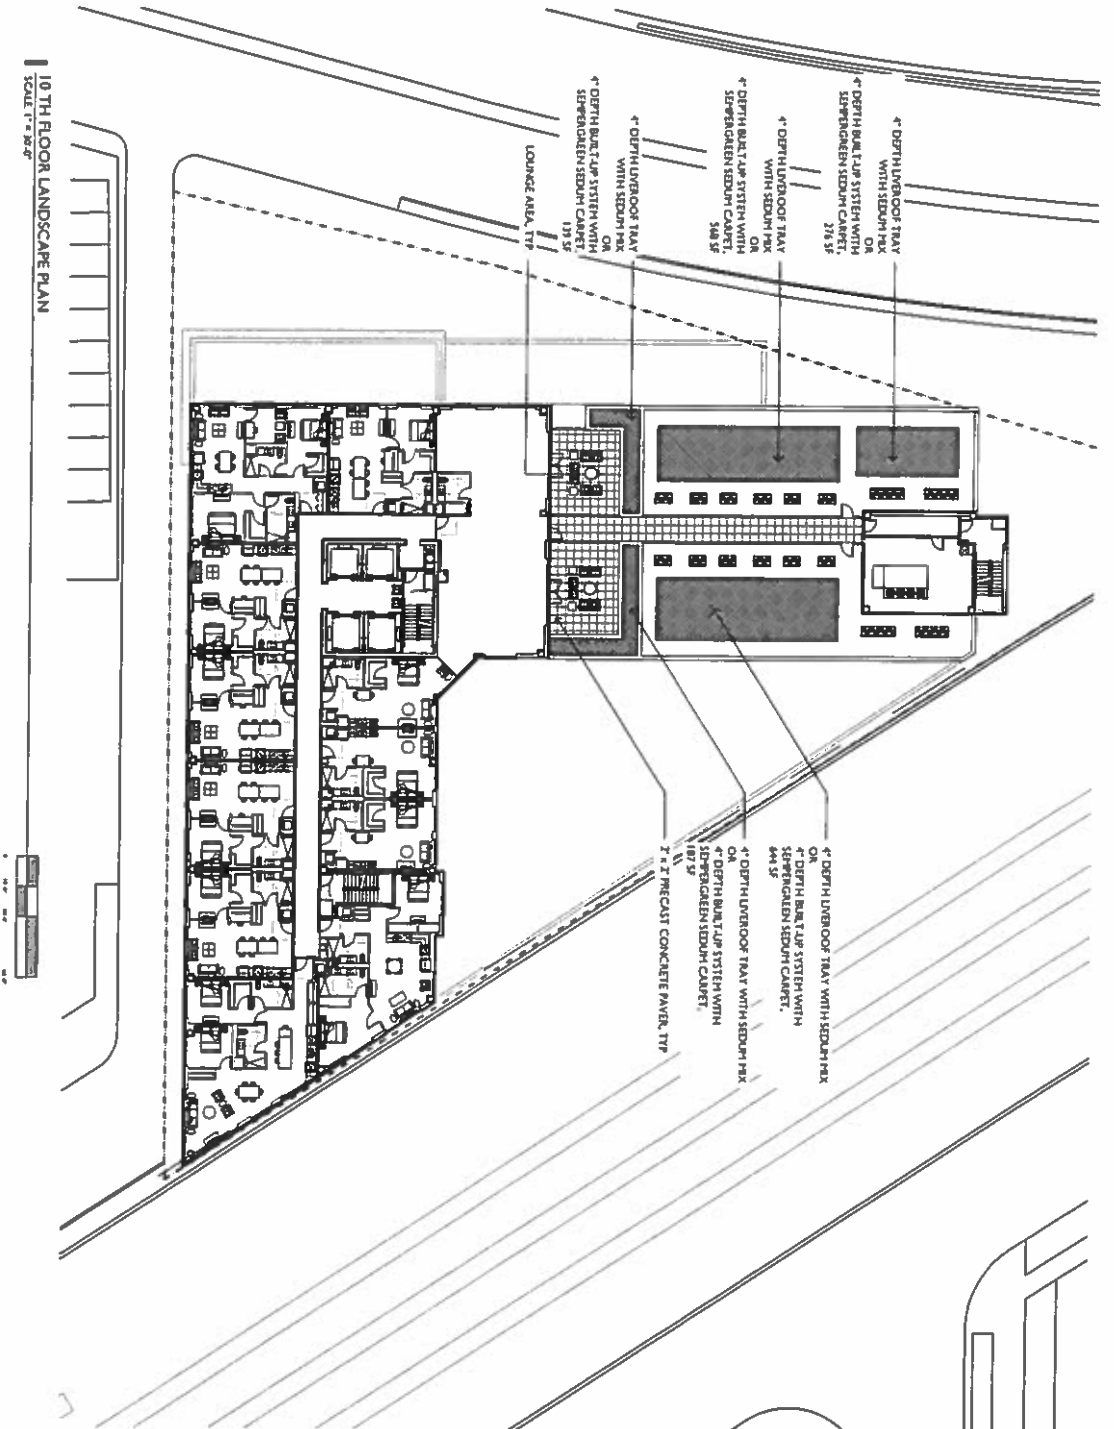 4" DEPTH LIVEROOF TRAY
WITH SEDUM MIX
OR
4" DEPTH BUILT-UP SYSTEM WITH
SEMPERGREEN SEDUM CARPET,
276 SF
4" DEPTH LIVEROOF TRAY
WITH SEDUM MIX
OR
4" DEPTH BUILT-UP SYSTEM WITH
SEMPERGREEN SEDUM CARPET,
560 SF
4" DEPTH LIVEROOF TRAY
WITH SEDUM MIX
OR
4" DEPTH BUILT-UP SYSTEM WITH
SEMPERGREEN SEDUM CARPET,
139 SF
LOUNGE AREA, TYP
4" DEPTH LIVEROOF TRAY WITH SEDUM MIX
OR
4" DEPTH BUILT-UP SYSTEM WITH
SEMPERGREEN SEDUM CARPET,
644 SF
4" DEPTH LIVEROOF TRAY WITH SEDUM MIX
OR
4" DEPTH BUILT-UP SYSTEM WITH
SEMPERGREEN SEDUM CARPET,
187 SF
2' x 2' PRECAST CONCRETE PAVER, TYP
10 TH FLOOR LANDSCAPE PLAN
SCALE: 1" = 30'-0"